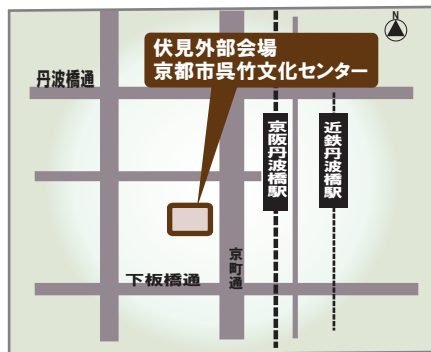 N
伏見外部会場
京都市呉竹文化センター
丹波橋通
京阪丹波橋駅
近鉄丹波橋駅
京町通
下板橋通